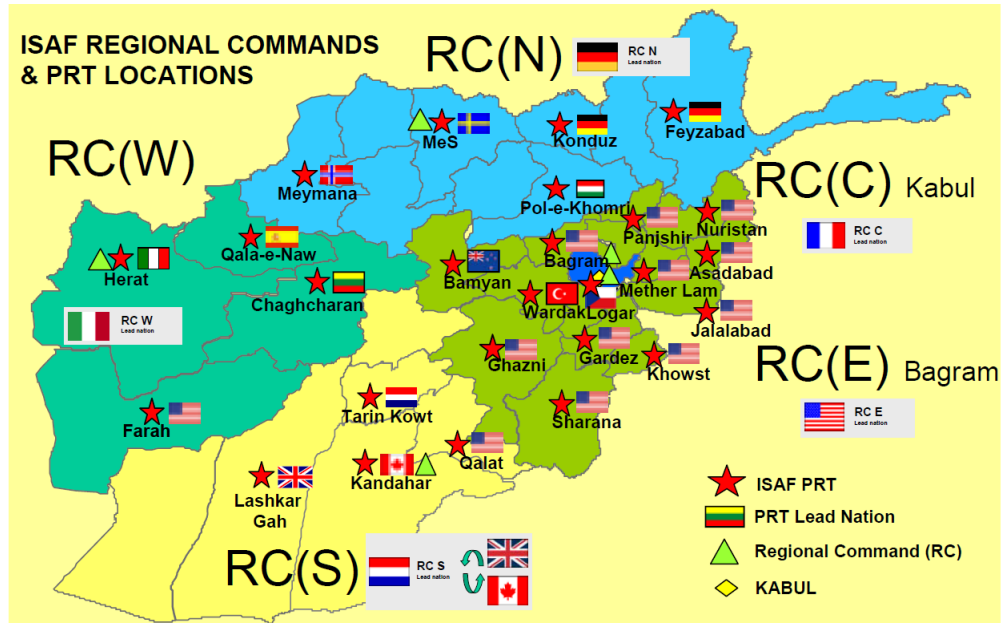 ISAF REGIONAL COMMANDS
& PRT LOCATIONS
RC(N)
RC N
Lead nation
RC(W)
MeS
Konduz
Feyzabad
Meymana
Pol-e-Khomri
RC(C) Kabul
RC C
Lead nation
Qala-e-Naw
Panjshir
Nuristan
Herat
Bagram
Asadabad
Bamyan
Mether Lam
Chaghcharan
Wardak
Logar
Jalalabad
RC W
Lead nation
Ghazni
Gardez
Khowst
RC(E) Bagram
RC E
Lead nation
Farah
Tarin Kowt
Sharana
Qalat
Kandahar
Lashkar
Gah
ISAF PRT
PRT Lead Nation
Regional Command (RC)
KABUL
RC(S)
RC S
Lead nation